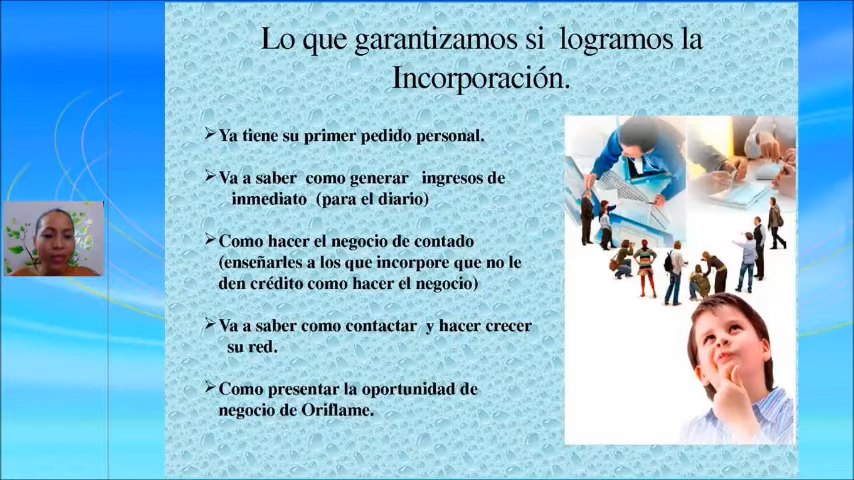 Lo que garantizamos si logramos la
Incorporación.
Ya tiene su primer pedido personal.
Va a saber como generar ingresos de
inmediato (para el diario)
Como hacer el negocio de contado
(enseñarles a los que incorpore que no le
den crédito como hacer el negocio)
Va a saber como contactar y hacer crecer
su red.
Como presentar la oportunidad de
negocio de Oriflame.